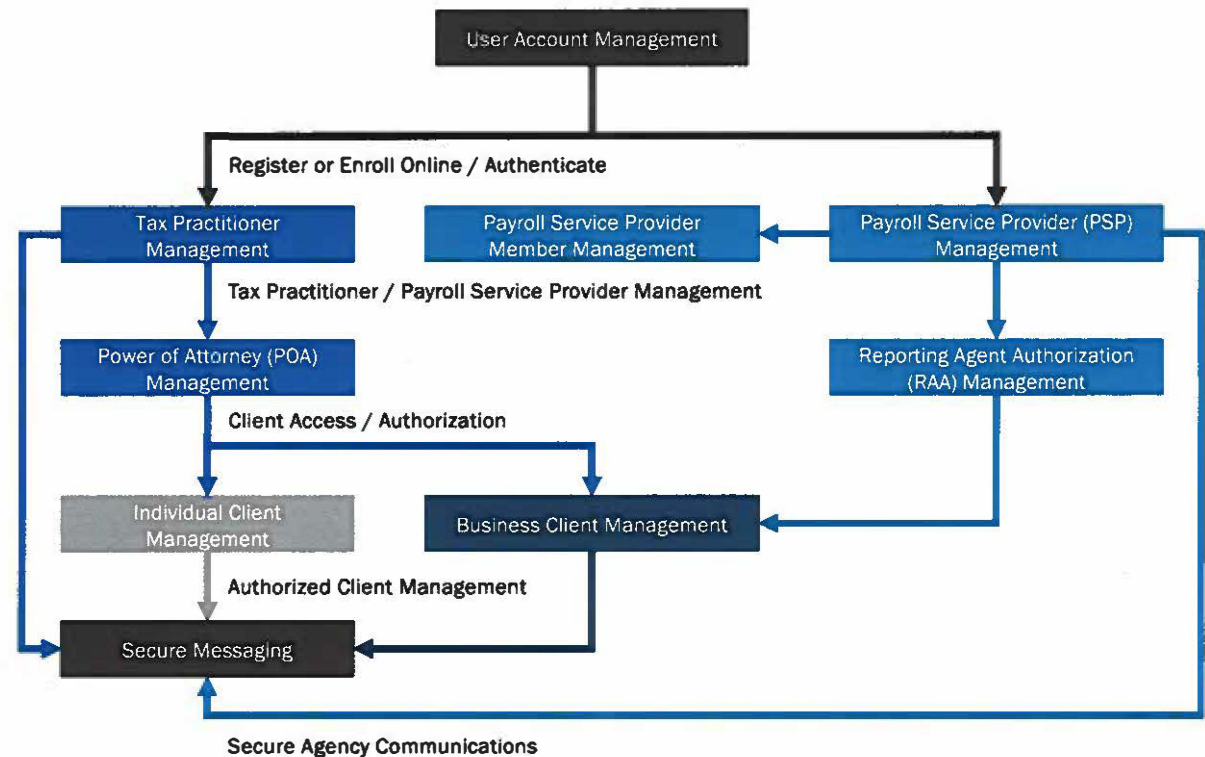 User Account Management
Register or Enroll Online / Authenticate
Tax Practitioner
Management
Payroll Service Provider
Member Management
Payroll Service Provider (PSP)
Management
Tax Practitioner / Payroll Service Provider Management
Power of Attorney (POA)
Management
Reporting Agent Authorization
(RAA) Management
Client Access / Authorization
Individual Client
Management
Business Client Management
Authorized Client Management
Secure Messaging
Secure Agency Communications